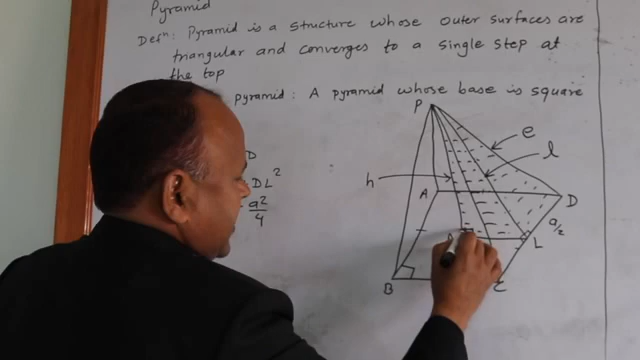 Pyramid
Defⁿ: Pyramid is a structure whose outer surfaces are
triangular and converges to a single step at
the top
pyramid: A pyramid whose base is square
D
DL²
a²/4
P
e
l
h
A
D
a/2
L
B
C